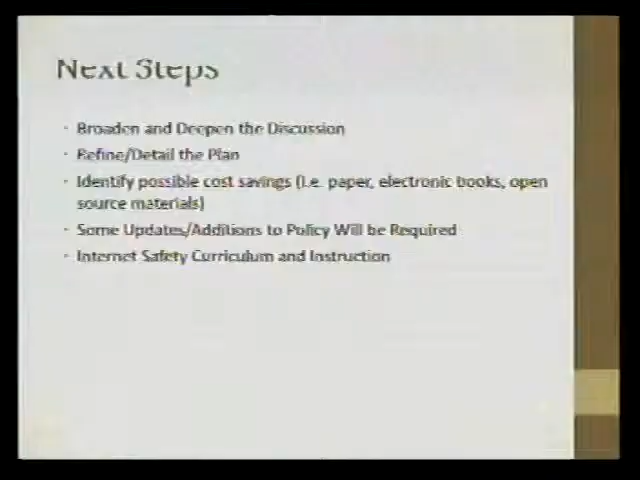 Next Steps
· Broaden and Deepen the Discussion
· Refine/Detail the Plan
· Identify possible cost savings (i.e. paper, electronic books, open
source materials)
· Some Updates/Additions to Policy Will be Required
· Internet Safety Curriculum and Instruction